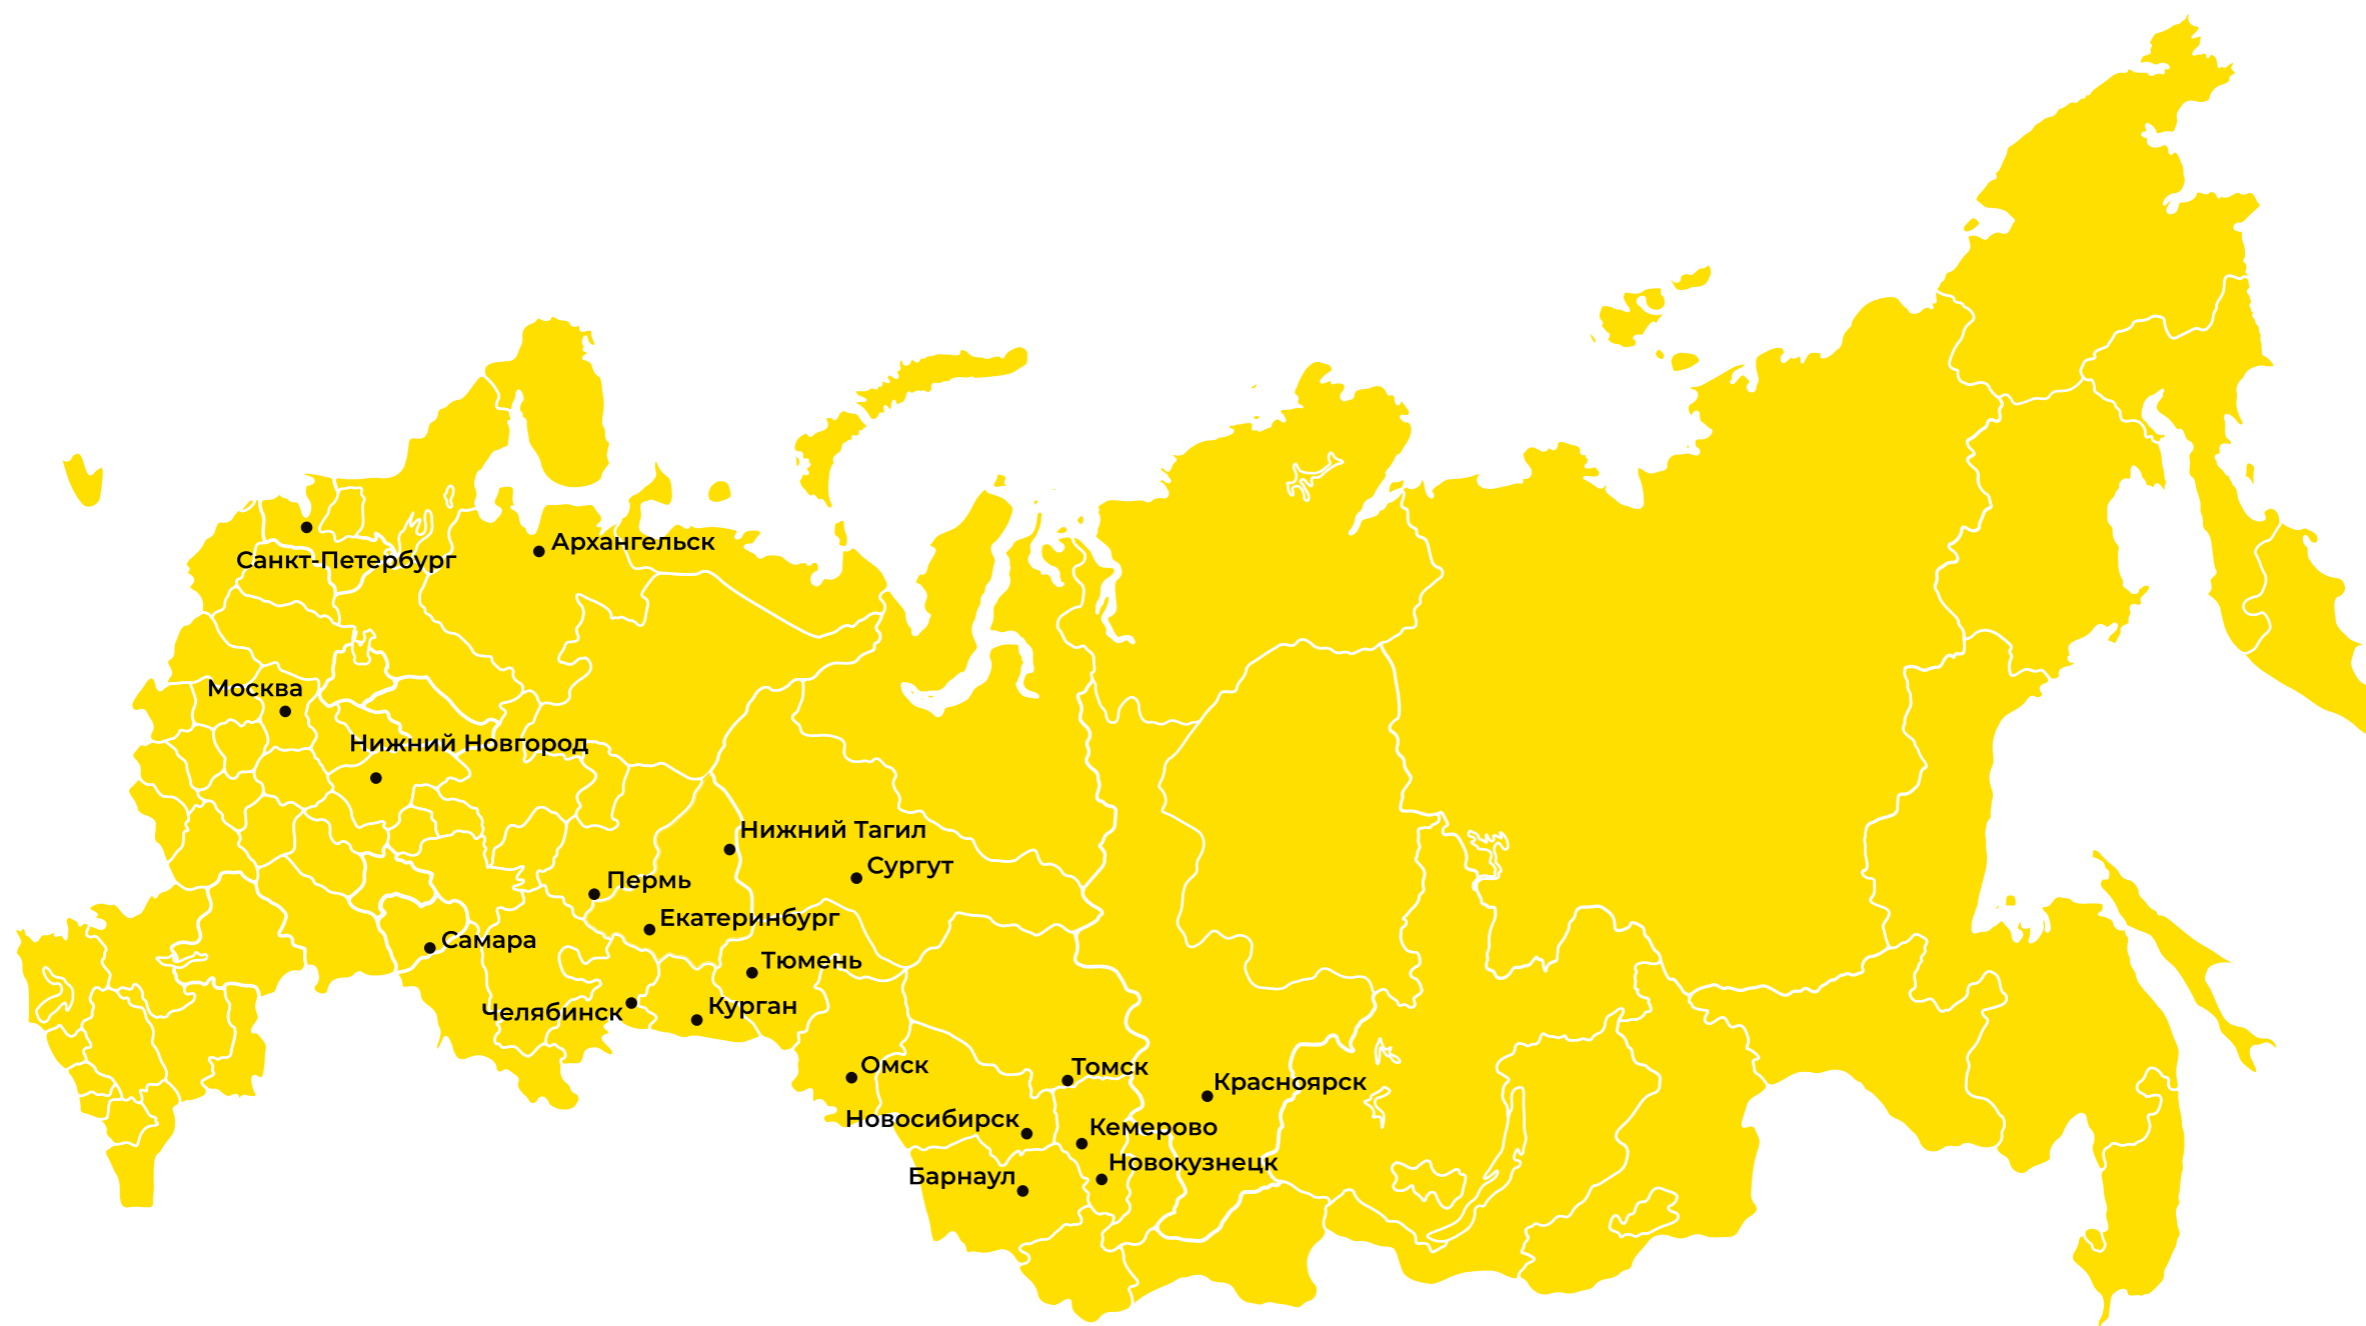 Архангельск
Санкт-Петербург
Москва
Нижний Новгород
Нижний Тагил
Сургут
Пермь
Екатеринбург
Самара
Тюмень
Челябинск
Курган
Омск
Томск
Красноярск
Новосибирск
Кемерово
Новокузнецк
Барнаул